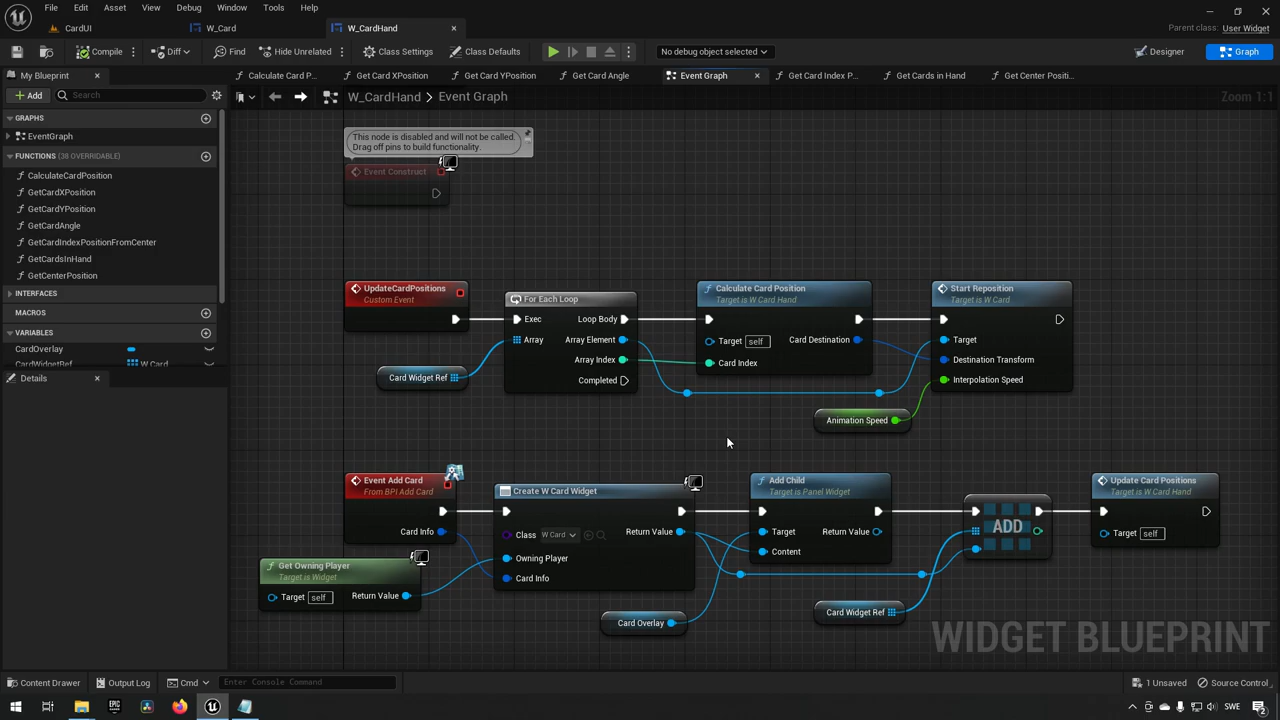 File Edit Asset View Debug Window Tools Help
CardUI W_Card W_CardHand
Parent class: User Widget
Compile Diff Find Hide Unrelated Class Settings Class Defaults No debug object selected Designer Graph
My Blueprint Calculate Card P... Get Card XPosition Get Card YPosition Get Card Angle Event Graph Get Card Index P... Get Cards in Hand Get Center Positi...
Add Search W_CardHand > Event Graph Zoom 1:1
GRAPHS
EventGraph
FUNCTIONS (38 OVERRIDABLE)
CalculateCardPosition
GetCardXPosition
GetCardYPosition
GetCardAngle
GetCardIndexPositionFromCenter
GetCardsInHand
GetCenterPosition
INTERFACES
MACROS
VARIABLES
CardOverlay
CardWidgetRef W Card
Details
This node is disabled and will not be called.
Drag off pins to build functionality.
Event Construct
UpdateCardPositions
Custom Event
For Each Loop
Exec Loop Body
Array Array Element
Array Index
Completed
Card Widget Ref
Calculate Card Position
Target is W Card Hand
Target self Card Destination
Card Index
Start Reposition
Target is W Card
Target
Destination Transform
Interpolation Speed
Animation Speed
Event Add Card
From BPI Add Card
Card Info
Get Owning Player
Target is Widget
Target self Return Value
Create W Card Widget
Class W Card Return Value
Owning Player
Card Info
Card Overlay
Add Child
Target is Panel Widget
Target Return Value
Content
Card Widget Ref
ADD
Update Card Positions
Target is W Card Hand
Target self
WIDGET BLUEPRINT
Content Drawer Output Log Cmd Enter Console Command 1 Unsaved Source Control
EPIC GAMES SWE 2